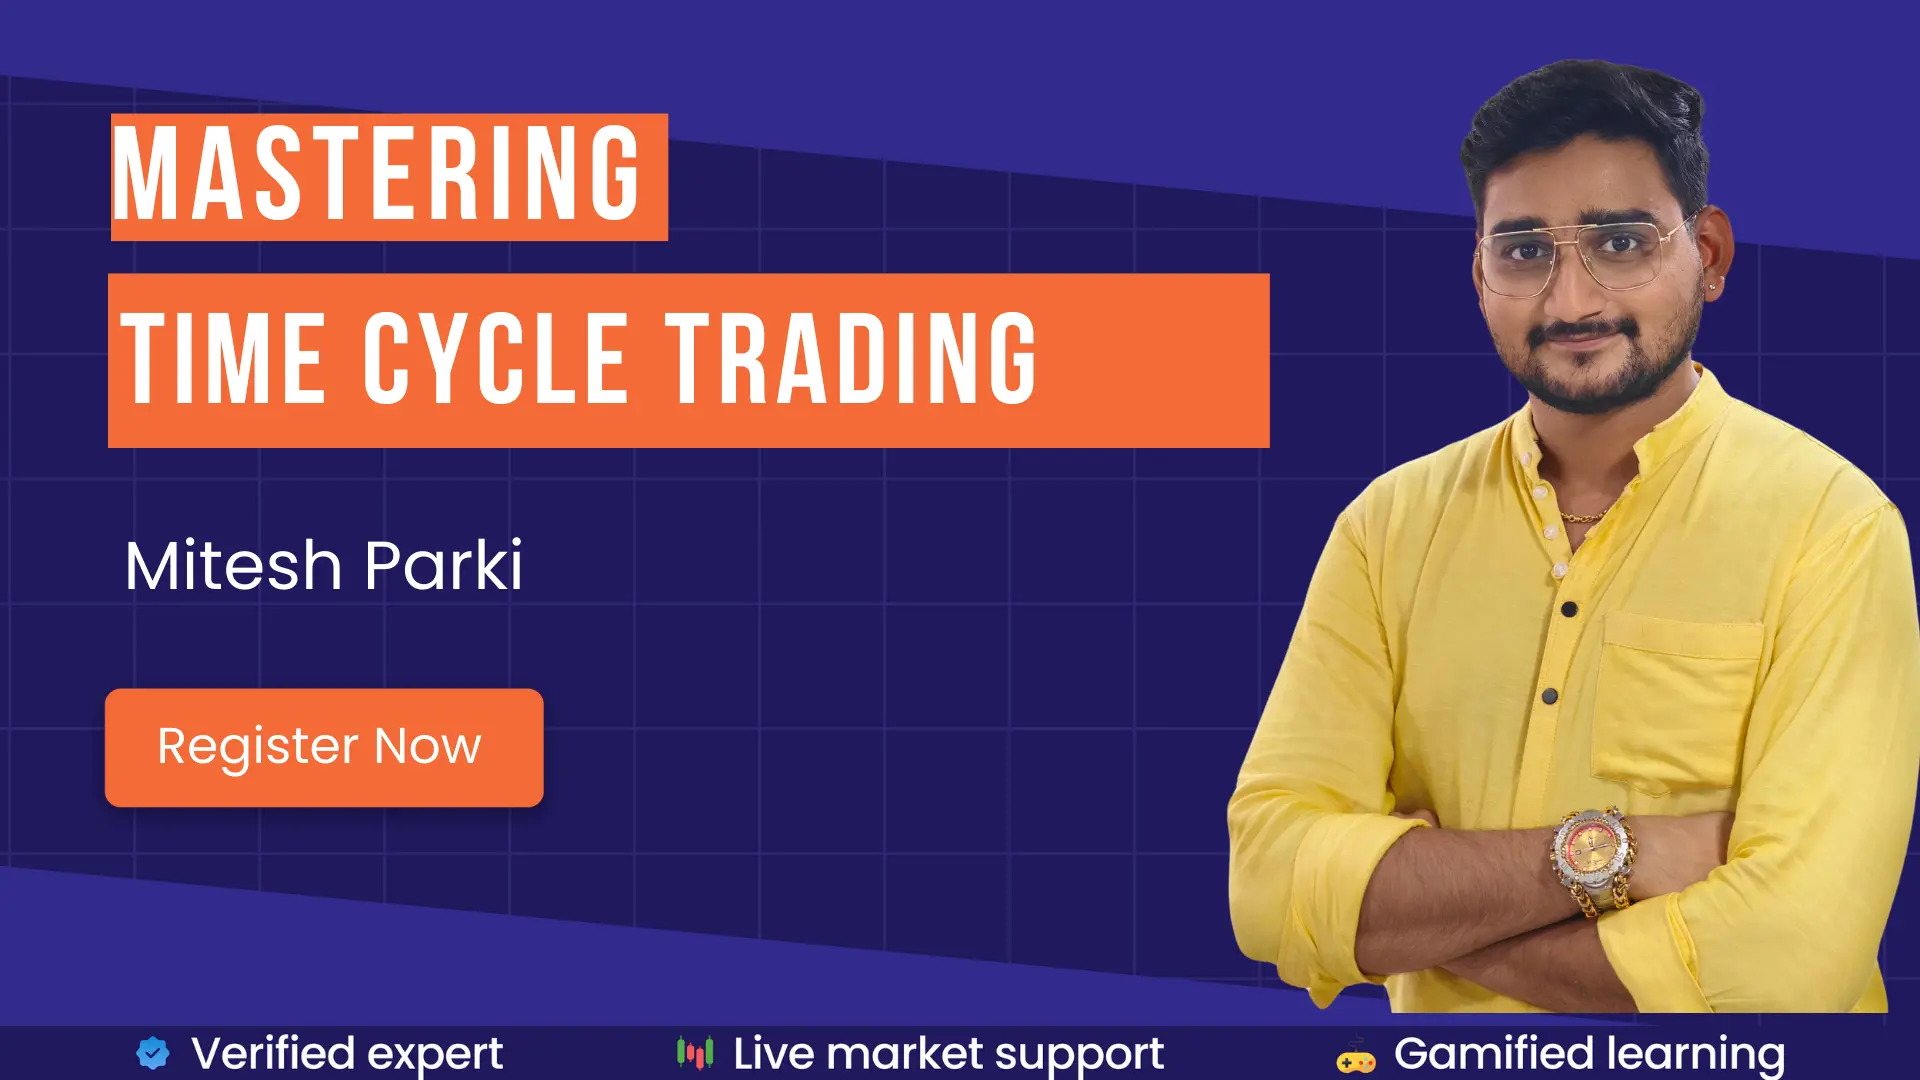 MASTERING
TIME CYCLE TRADING
Mitesh Parki
Register Now
Verified expert
Live market support
Gamified learning